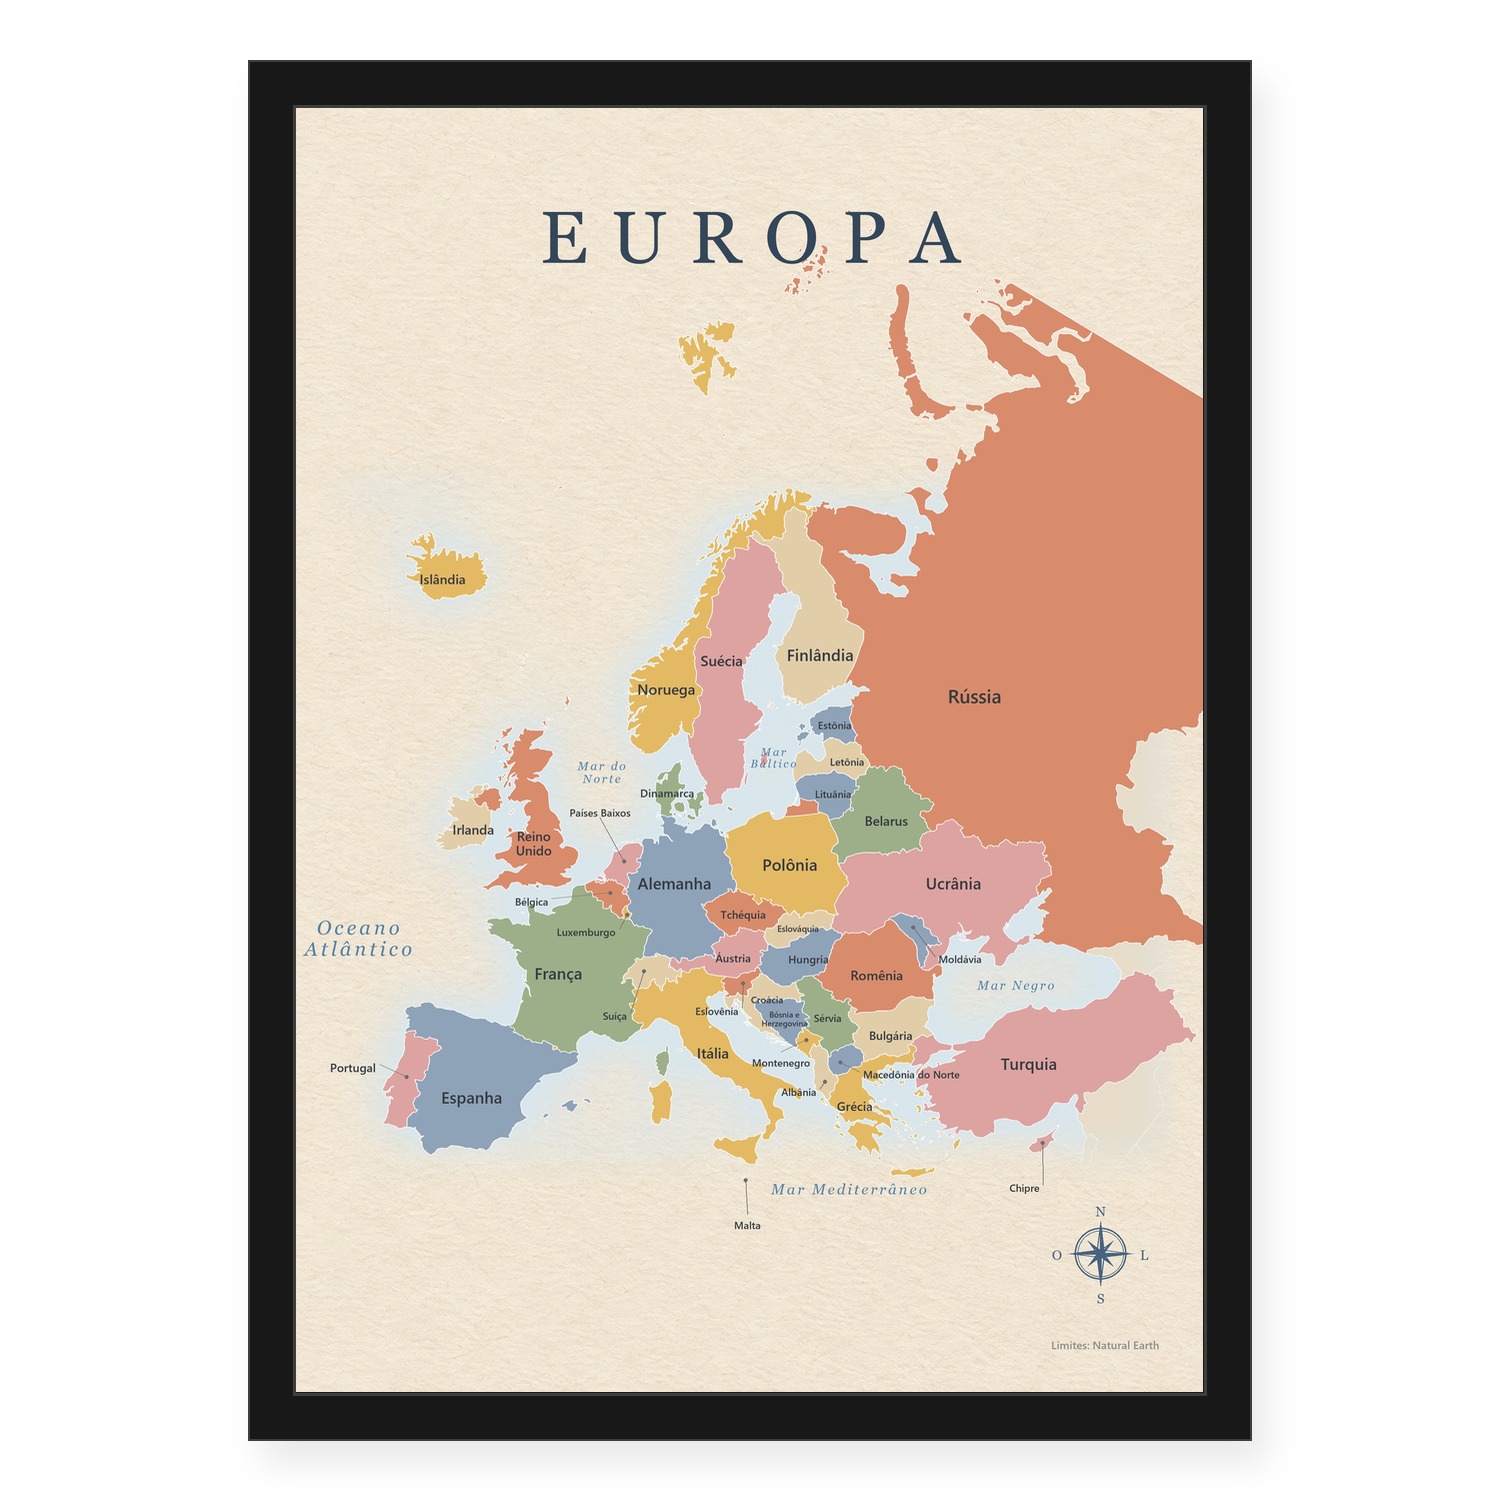 EUROPA
Islândia
Suécia
Finlândia
Noruega
Rússia
Estônia
Mar
Báltico
Mar do
Norte
Letônia
Dinamarca
Lituânia
Países Baixos
Belarus
Irlanda
Reino
Unido
Polônia
Alemanha
Ucrânia
Bélgica
Tchéquia
Luxemburgo
Eslováquia
Oceano
Atlântico
Áustria
Hungria
Moldávia
França
Romênia
Mar Negro
Croácia
Suíça
Eslovênia
Bósnia e
Herzegovina
Sérvia
Bulgária
Itália
Montenegro
Turquia
Portugal
Macedônia do Norte
Albânia
Espanha
Grécia
Mar Mediterrâneo
Chipre
Malta
N
O
L
S
Limites: Natural Earth